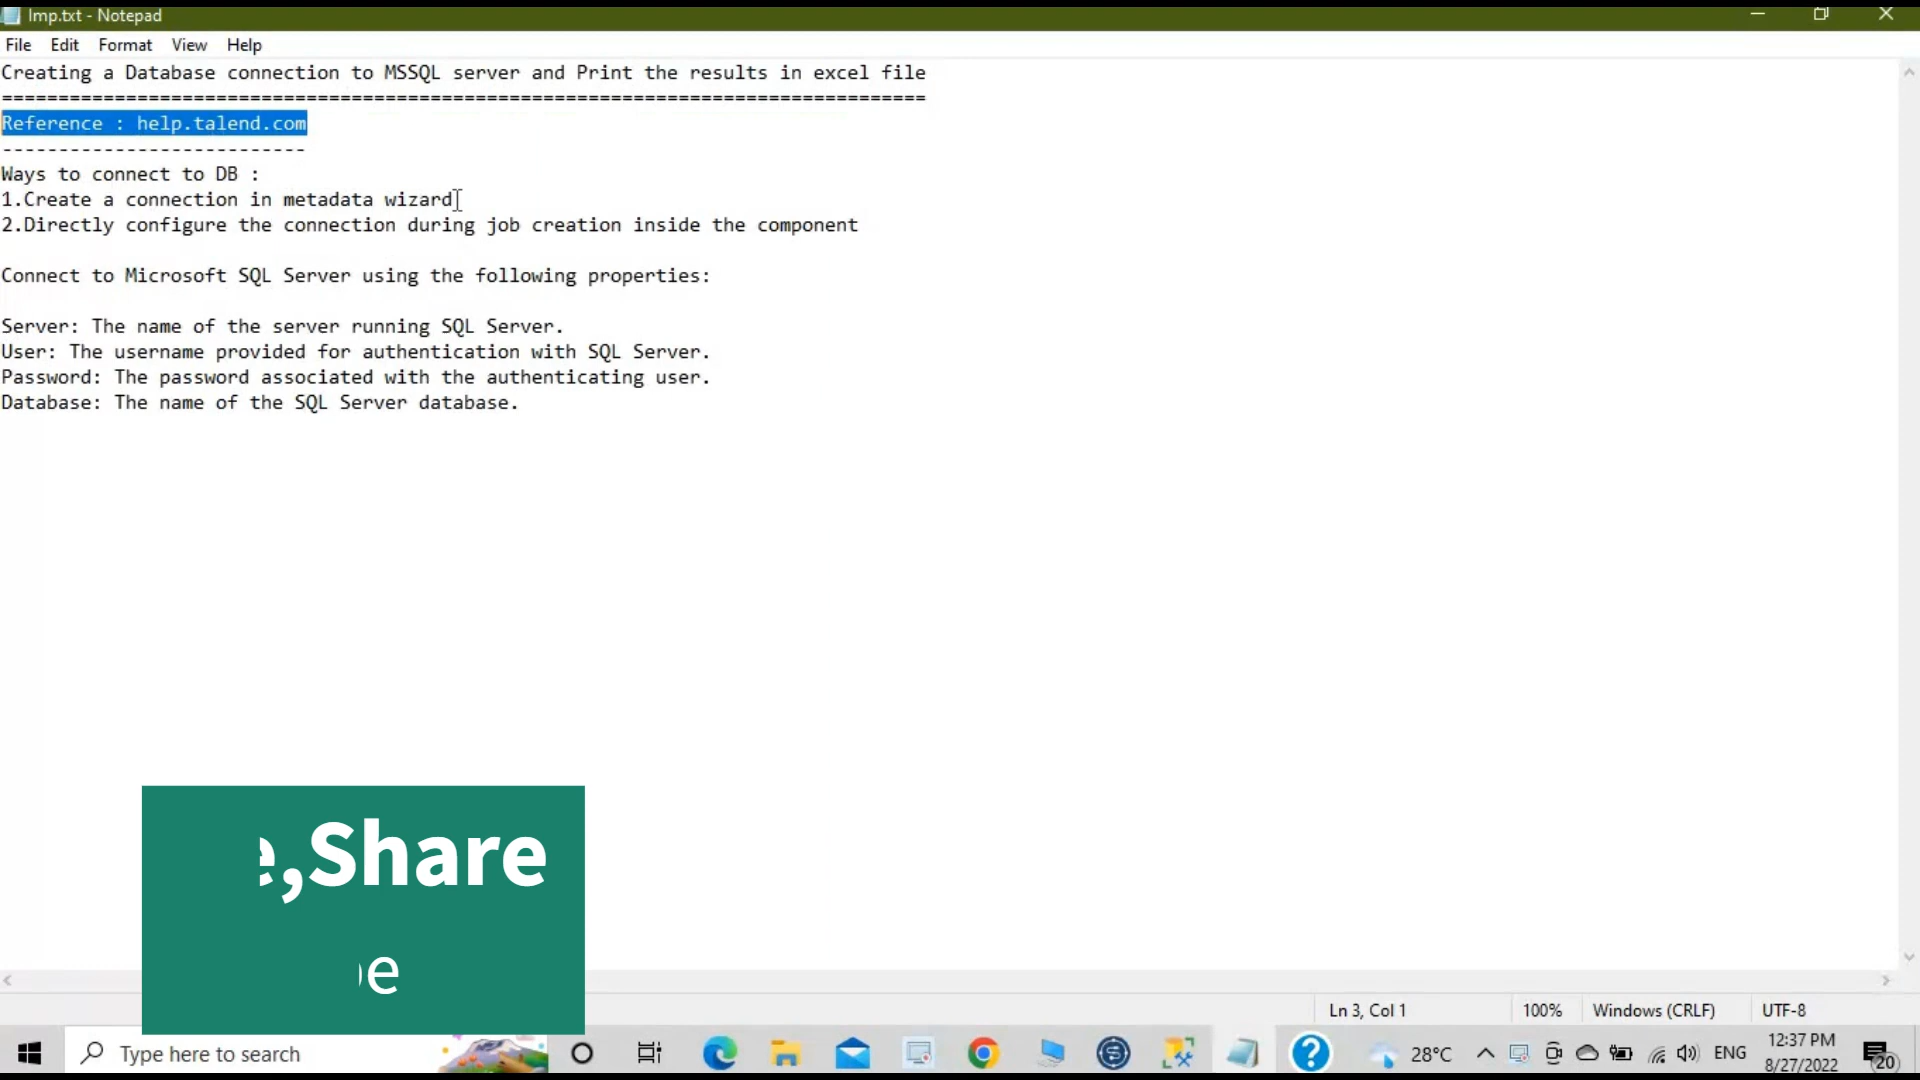 Imp.txt - Notepad
File Edit Format View Help
Creating a Database connection to MSSQL server and Print the results in excel file
==================================================================================
Reference : help.talend.com
---------------------------
Ways to connect to DB :
1.Create a connection in metadata wizard
2.Directly configure the connection during job creation inside the component
Connect to Microsoft SQL Server using the following properties:
Server: The name of the server running SQL Server.
User: The username provided for authentication with SQL Server.
Password: The password associated with the authenticating user.
Database: The name of the SQL Server database.
,Share
Ln 3, Col 1 100% Windows (CRLF) UTF-8
Type here to search 28°C ENG 12:37 PM
8/27/2022 20